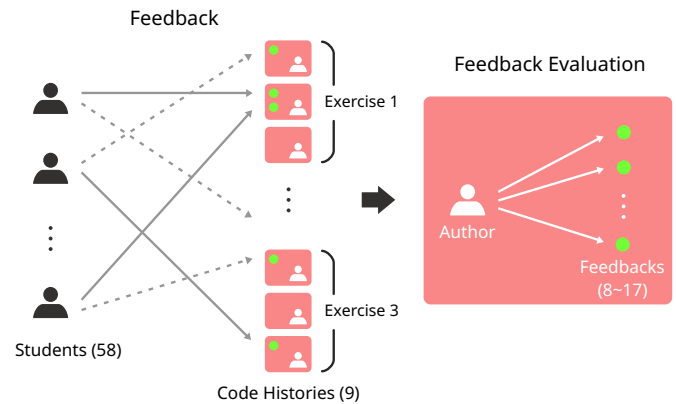 Feedback
Exercise 1
Exercise 3
Students (58)
Code Histories (9)
Feedback Evaluation
Author
Feedbacks
(8~17)